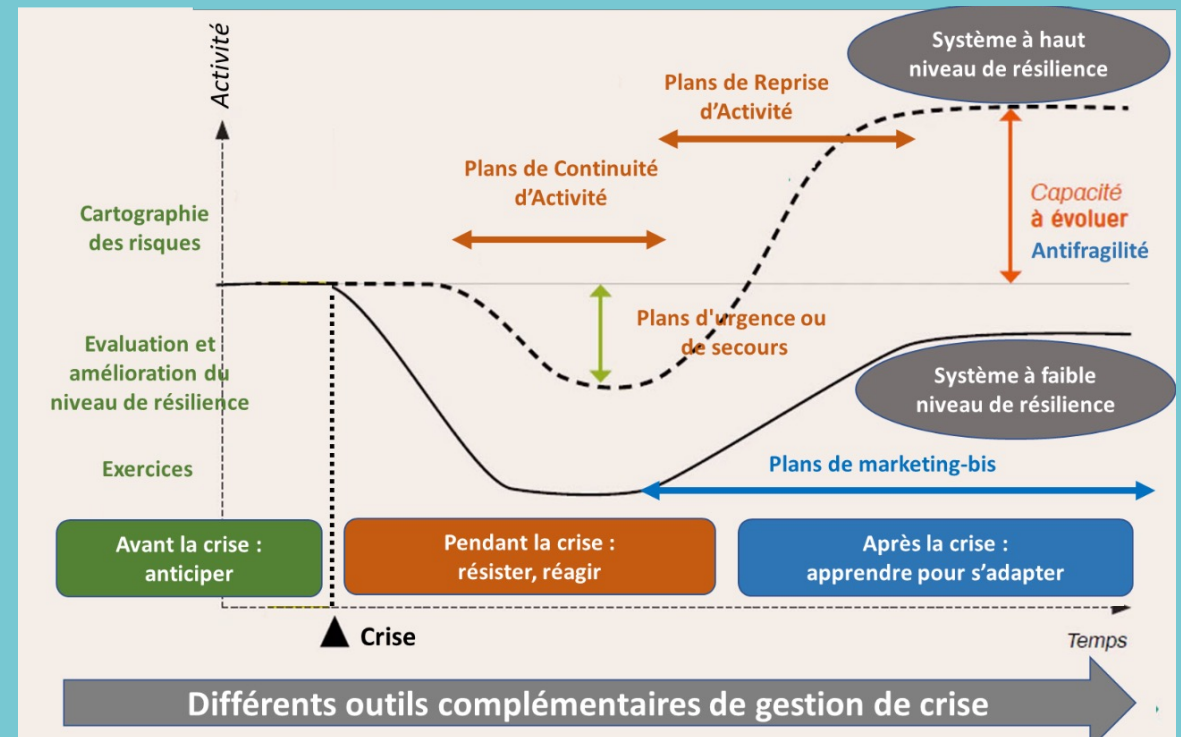 Activité
Système à haut
niveau de résilience
Plans de Reprise
d’Activité
Plans de Continuité
d’Activité
Cartographie
des risques
Capacité
à évoluer
Antifragilité
Plans d'urgence ou
de secours
Evaluation et
amélioration du
niveau de résilience
Système à faible
niveau de résilience
Exercices
Plans de marketing-bis
Avant la crise :
anticiper
Pendant la crise :
résister, réagir
Après la crise :
apprendre pour s’adapter
Crise
Temps
Différents outils complémentaires de gestion de crise